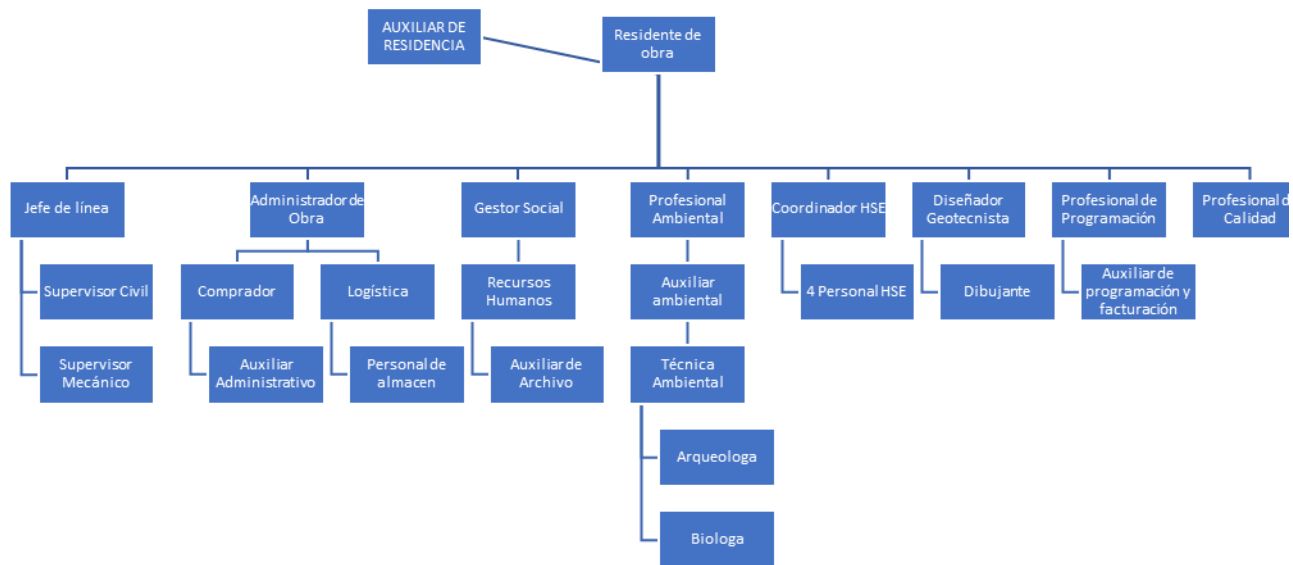 AUXILIAR DE
RESIDENCIA
Residente de
obra
Jefe de línea
Administrador de
Obra
Gestor Social
Profesional
Ambiental
Coordinador HSE
Diseñador
Geotecnista
Profesional de
Programación
Profesional de
Calidad
Supervisor Civil
Comprador
Logística
Recursos
Humanos
Auxiliar
ambiental
4 Personal HSE
Dibujante
Auxiliar de
programación y
facturación
Supervisor
Mecánico
Auxiliar
Administrativo
Personal de
almacen
Auxiliar de
Archivo
Técnica
Ambiental
Arqueologa
Biologa